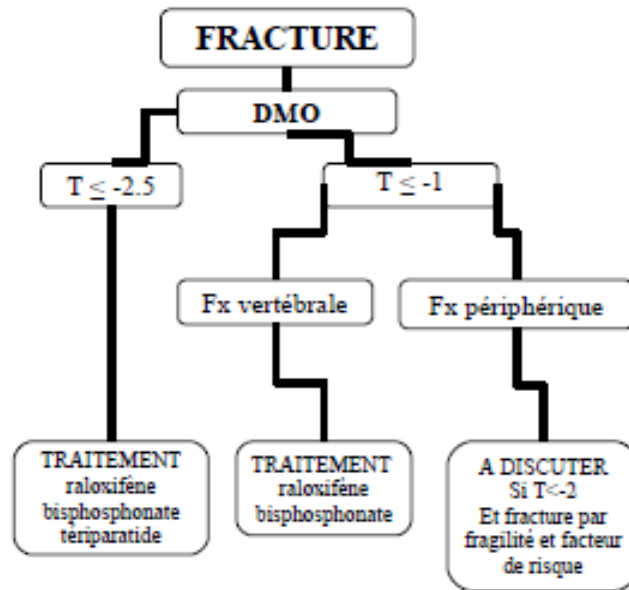 FRACTURE
DMO
T ≤ -2.5
T ≤ -1
Fx vertébrale
Fx périphérique
TRAITEMENT
raloxifène
bisphosphonate
tériparatide
TRAITEMENT
raloxifène
bisphosphonate
A DISCUTER
Si T<-2
Et fracture par
fragilité et facteur
de risque